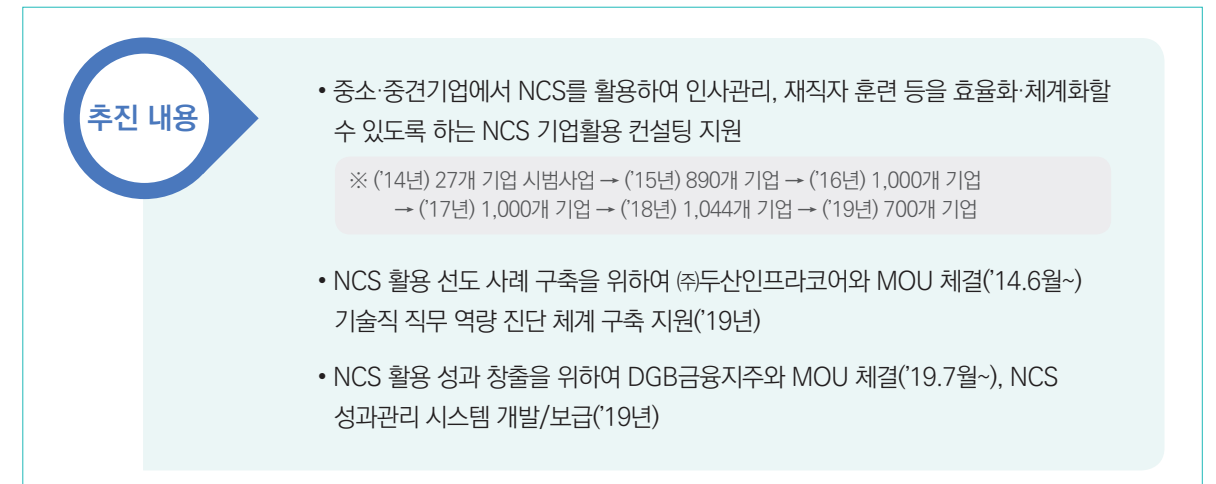 추진 내용
• 중소·중견기업에서 NCS를 활용하여 인사관리, 재직자 훈련 등을 효율화·체계화할
수 있도록 하는 NCS 기업활용 컨설팅 지원
※ (’14년) 27개 기업 시범사업 → (’15년) 890개 기업 → (’16년) 1,000개 기업
→ (’17년) 1,000개 기업 → (’18년) 1,044개 기업 → (’19년) 700개 기업
• NCS 활용 선도 사례 구축을 위하여 ㈜두산인프라코어와 MOU 체결(’14.6월~)
기술직 직무 역량 진단 체계 구축 지원(’19년)
• NCS 활용 성과 창출을 위하여 DGB금융지주와 MOU 체결(’19.7월~), NCS
성과관리 시스템 개발/보급(’19년)